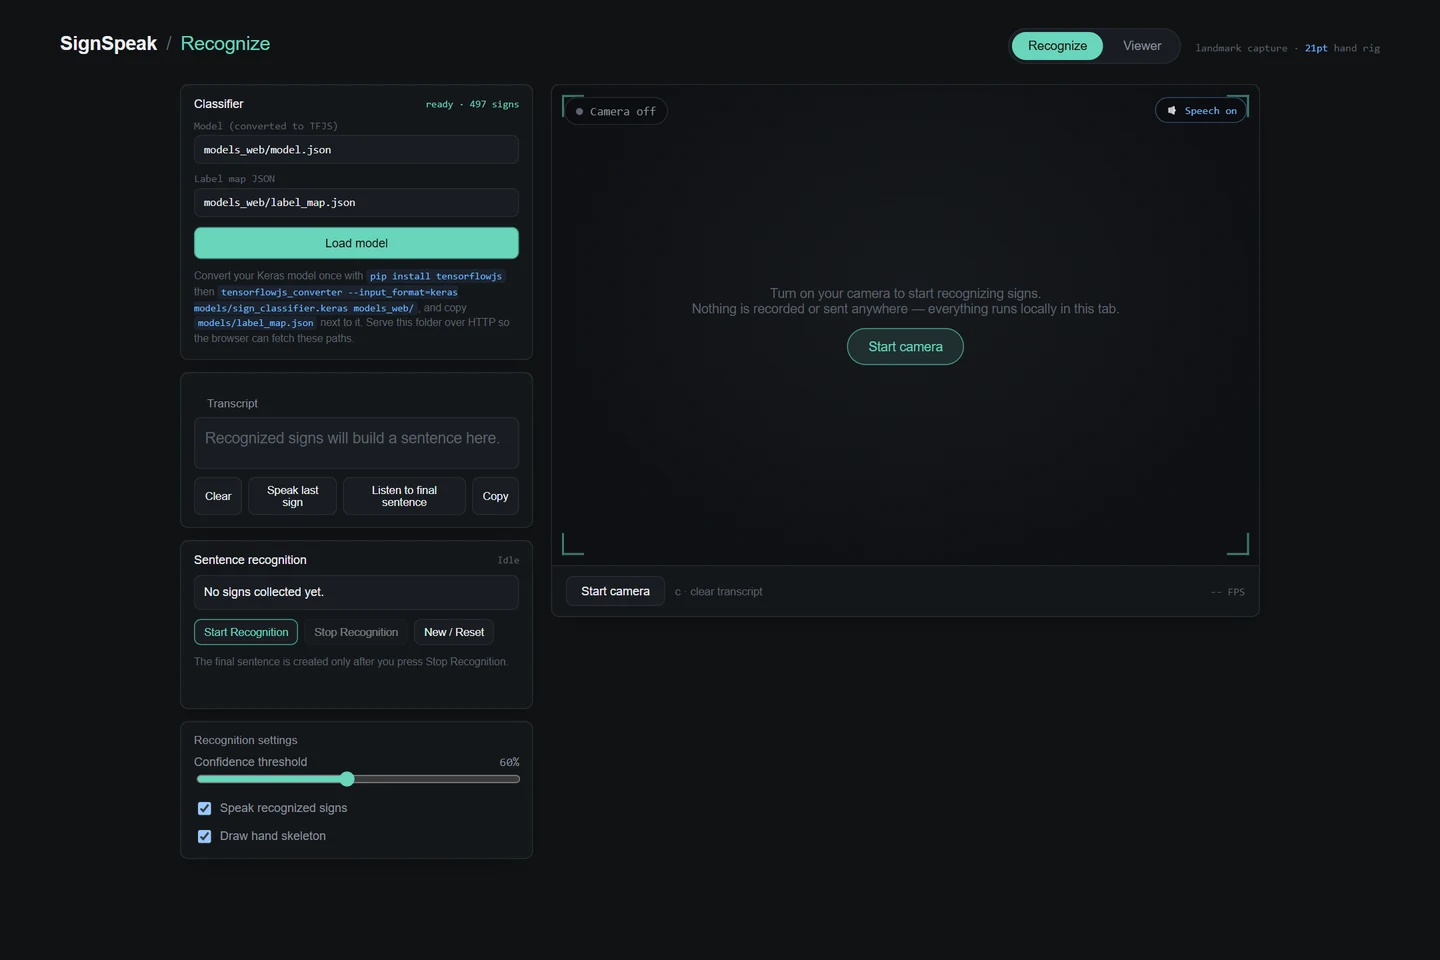 SignSpeak / Recognize
Recognize
Viewer
landmark capture · 21pt hand rig
Classifier
ready · 497 signs
Model (converted to TFJS)
models_web/model.json
Label map JSON
models_web/label_map.json
Load model
Convert your Keras model once with pip install tensorflowjs
then tensorflowjs_converter --input_format=keras
models/sign_classifier.keras models_web/, and copy
models/label_map.json next to it. Serve this folder over HTTP so
the browser can fetch these paths.
Transcript
Recognized signs will build a sentence here.
Clear
Speak last
sign
Listen to final
sentence
Copy
Sentence recognition
Idle
No signs collected yet.
Start Recognition
Stop Recognition
New / Reset
The final sentence is created only after you press Stop Recognition.
Recognition settings
Confidence threshold
60%
Speak recognized signs
Draw hand skeleton
Camera off
Speech on
Turn on your camera to start recognizing signs.
Nothing is recorded or sent anywhere — everything runs locally in this tab.
Start camera
Start camera
c · clear transcript
-- FPS